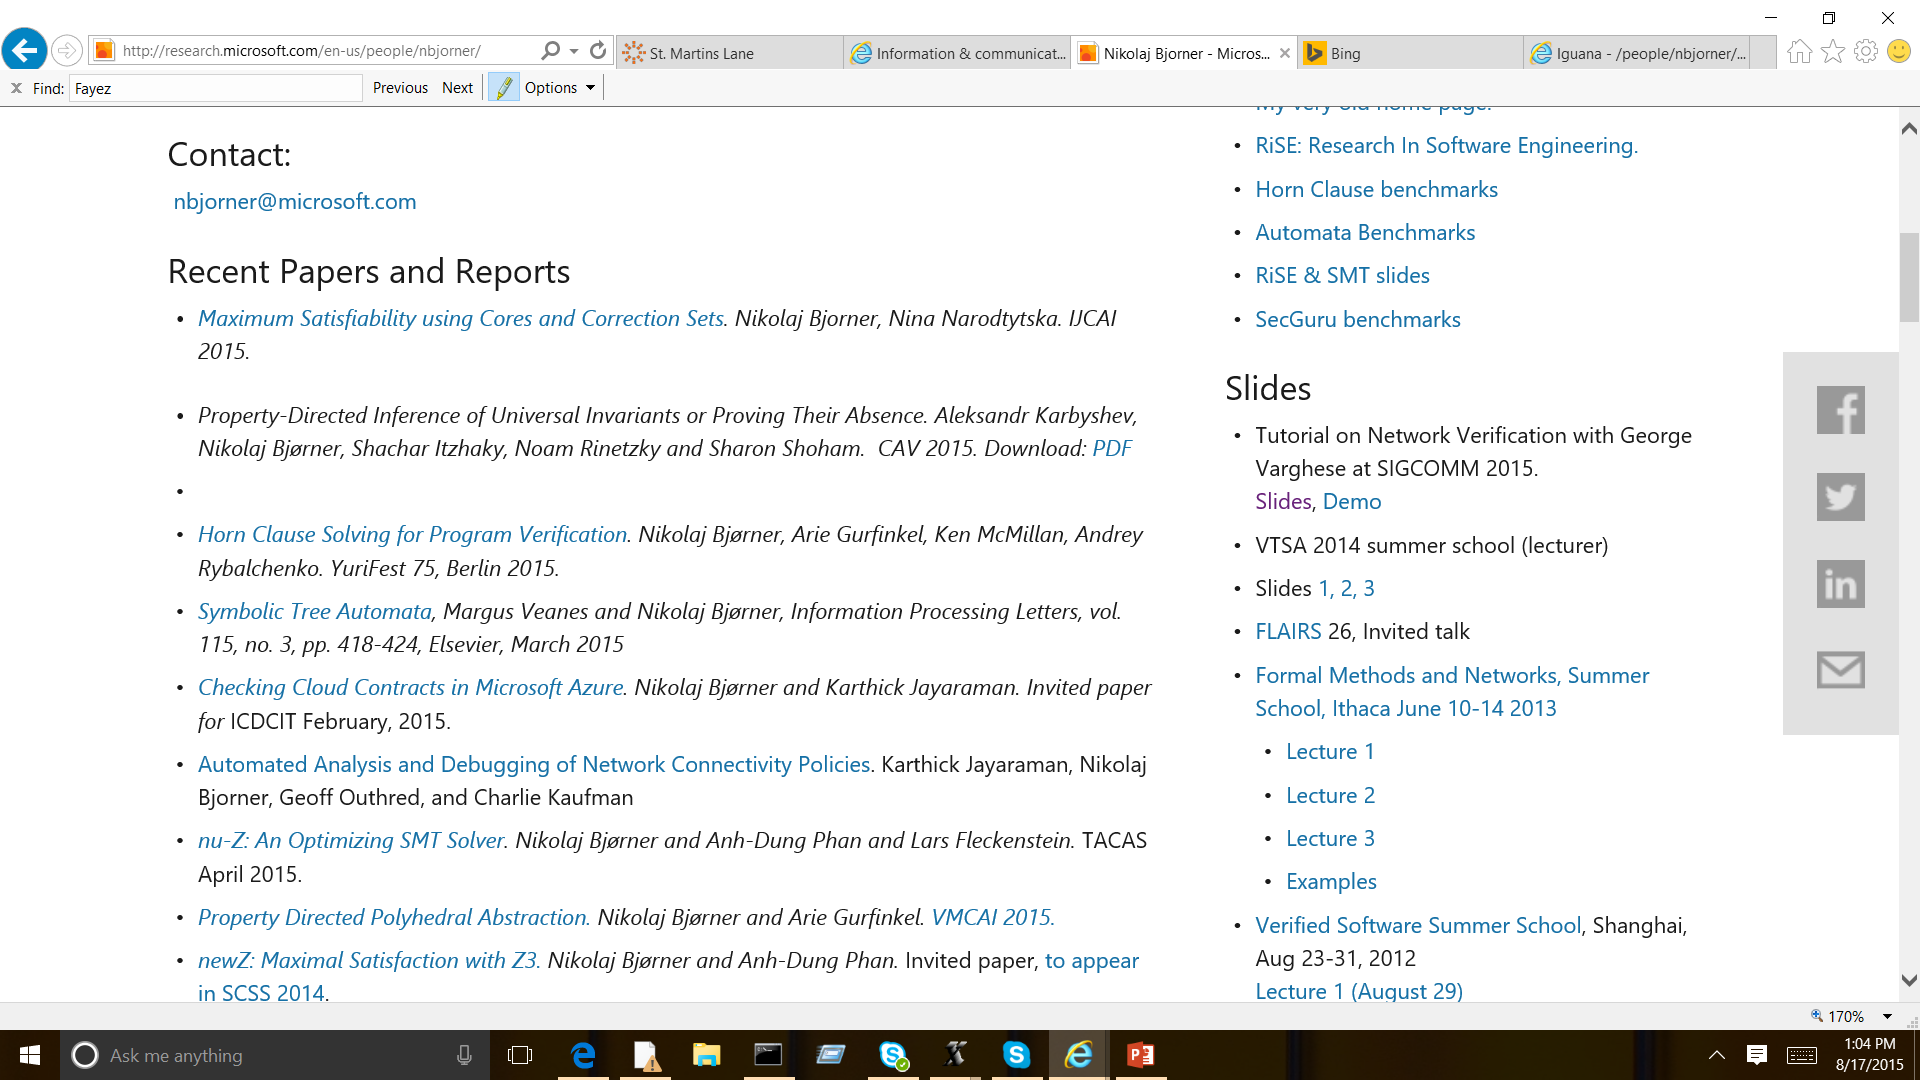 http://research.microsoft.com/en-us/people/nbjorner/
St. Martins Lane
Information & communicat...
Nikolaj Bjorner - Micros...
Bing
Iguana - /people/nbjorner/...
x Find: Fayez Previous Next Options
Contact:
nbjorner@microsoft.com
Recent Papers and Reports
• Maximum Satisfiability using Cores and Correction Sets. Nikolaj Bjorner, Nina Narodtytska. IJCAI
2015.
• Property-Directed Inference of Universal Invariants or Proving Their Absence. Aleksandr Karbyshev,
Nikolaj Bjørner, Shachar Itzhaky, Noam Rinetzky and Sharon Shoham. CAV 2015. Download: PDF
•
• Horn Clause Solving for Program Verification. Nikolaj Bjørner, Arie Gurfinkel, Ken McMillan, Andrey
Rybalchenko. YuriFest 75, Berlin 2015.
• Symbolic Tree Automata, Margus Veanes and Nikolaj Bjørner, Information Processing Letters, vol.
115, no. 3, pp. 418-424, Elsevier, March 2015
• Checking Cloud Contracts in Microsoft Azure. Nikolaj Bjørner and Karthick Jayaraman. Invited paper
for ICDCIT February, 2015.
• Automated Analysis and Debugging of Network Connectivity Policies. Karthick Jayaraman, Nikolaj
Bjorner, Geoff Outhred, and Charlie Kaufman
• nu-Z: An Optimizing SMT Solver. Nikolaj Bjørner and Anh-Dung Phan and Lars Fleckenstein. TACAS
April 2015.
• Property Directed Polyhedral Abstraction. Nikolaj Bjørner and Arie Gurfinkel. VMCAI 2015.
• newZ: Maximal Satisfaction with Z3. Nikolaj Bjørner and Anh-Dung Phan. Invited paper, to appear
in SCSS 2014.
My very old home page.
• RiSE: Research In Software Engineering.
• Horn Clause benchmarks
• Automata Benchmarks
• RiSE & SMT slides
• SecGuru benchmarks
Slides
• Tutorial on Network Verification with George
Varghese at SIGCOMM 2015.
Slides, Demo
• VTSA 2014 summer school (lecturer)
• Slides 1, 2, 3
• FLAIRS 26, Invited talk
• Formal Methods and Networks, Summer
School, Ithaca June 10-14 2013
• Lecture 1
• Lecture 2
• Lecture 3
• Examples
• Verified Software Summer School, Shanghai,
Aug 23-31, 2012
Lecture 1 (August 29)
170%
Ask me anything
1:04 PM
8/17/2015